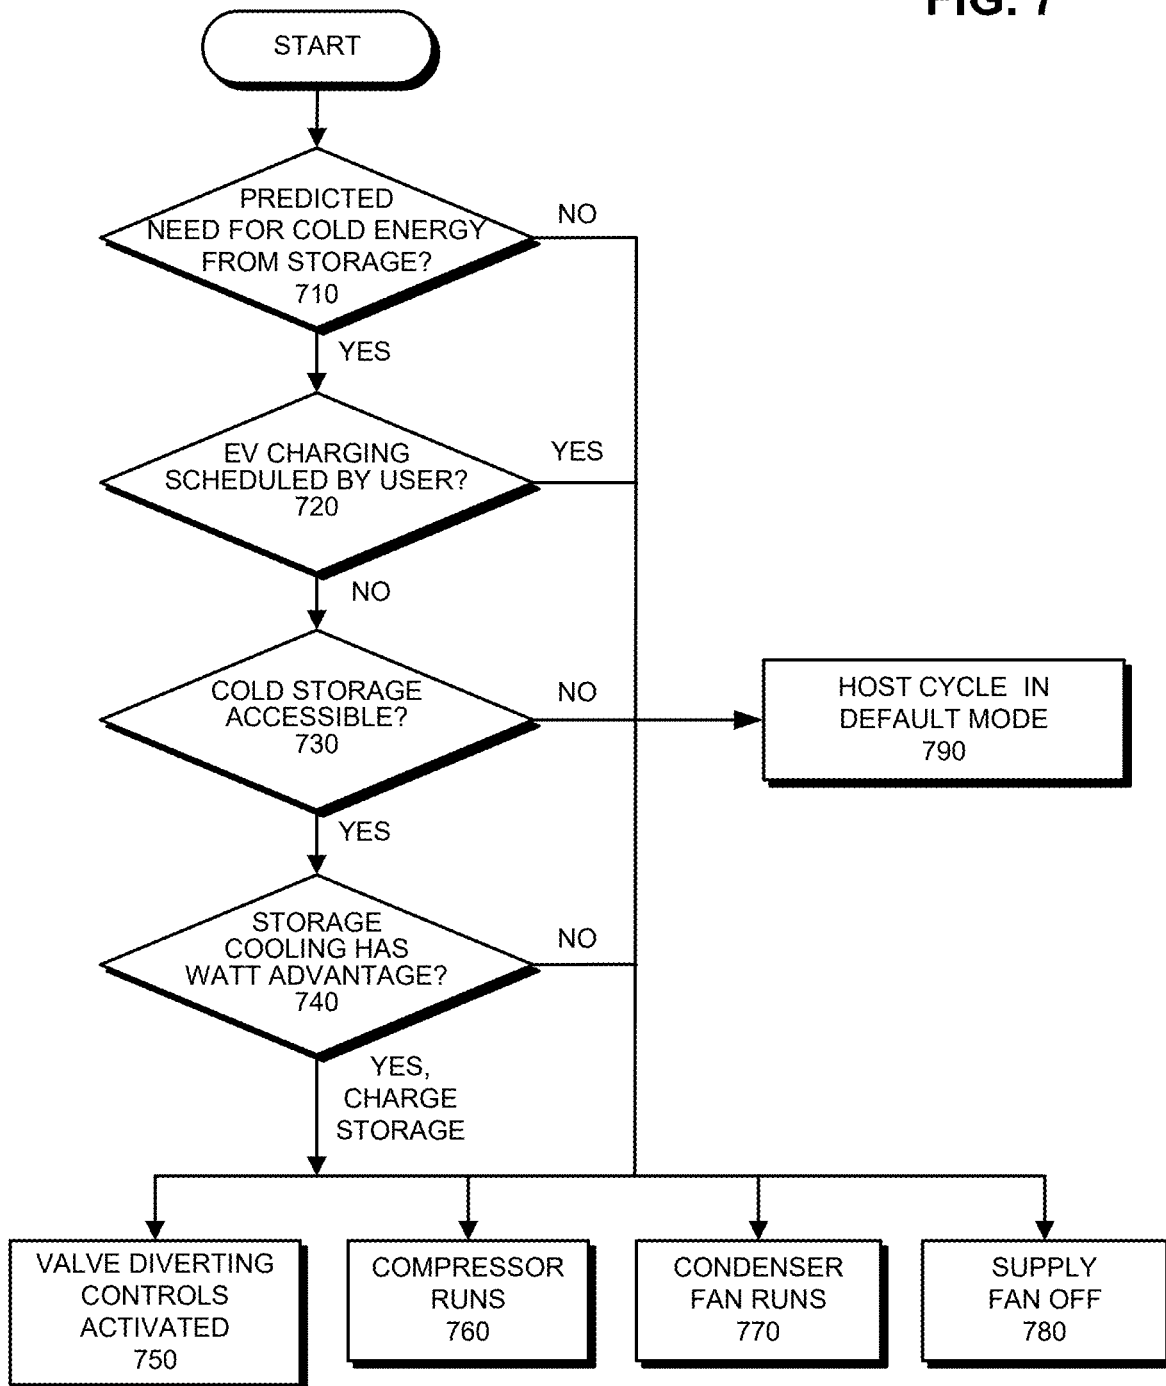 FIG. 7
START
PREDICTED
NEED FOR COLD ENERGY
FROM STORAGE?
710
NO
YES
EV CHARGING
SCHEDULED BY USER?
720
YES
NO
COLD STORAGE
ACCESSIBLE?
730
NO
HOST CYCLE IN
DEFAULT MODE
790
YES
STORAGE
COOLING HAS
WATT ADVANTAGE?
740
NO
YES,
CHARGE
STORAGE
VALVE DIVERTING
CONTROLS
ACTIVATED
750
COMPRESSOR
RUNS
760
CONDENSER
FAN RUNS
770
SUPPLY
FAN OFF
780